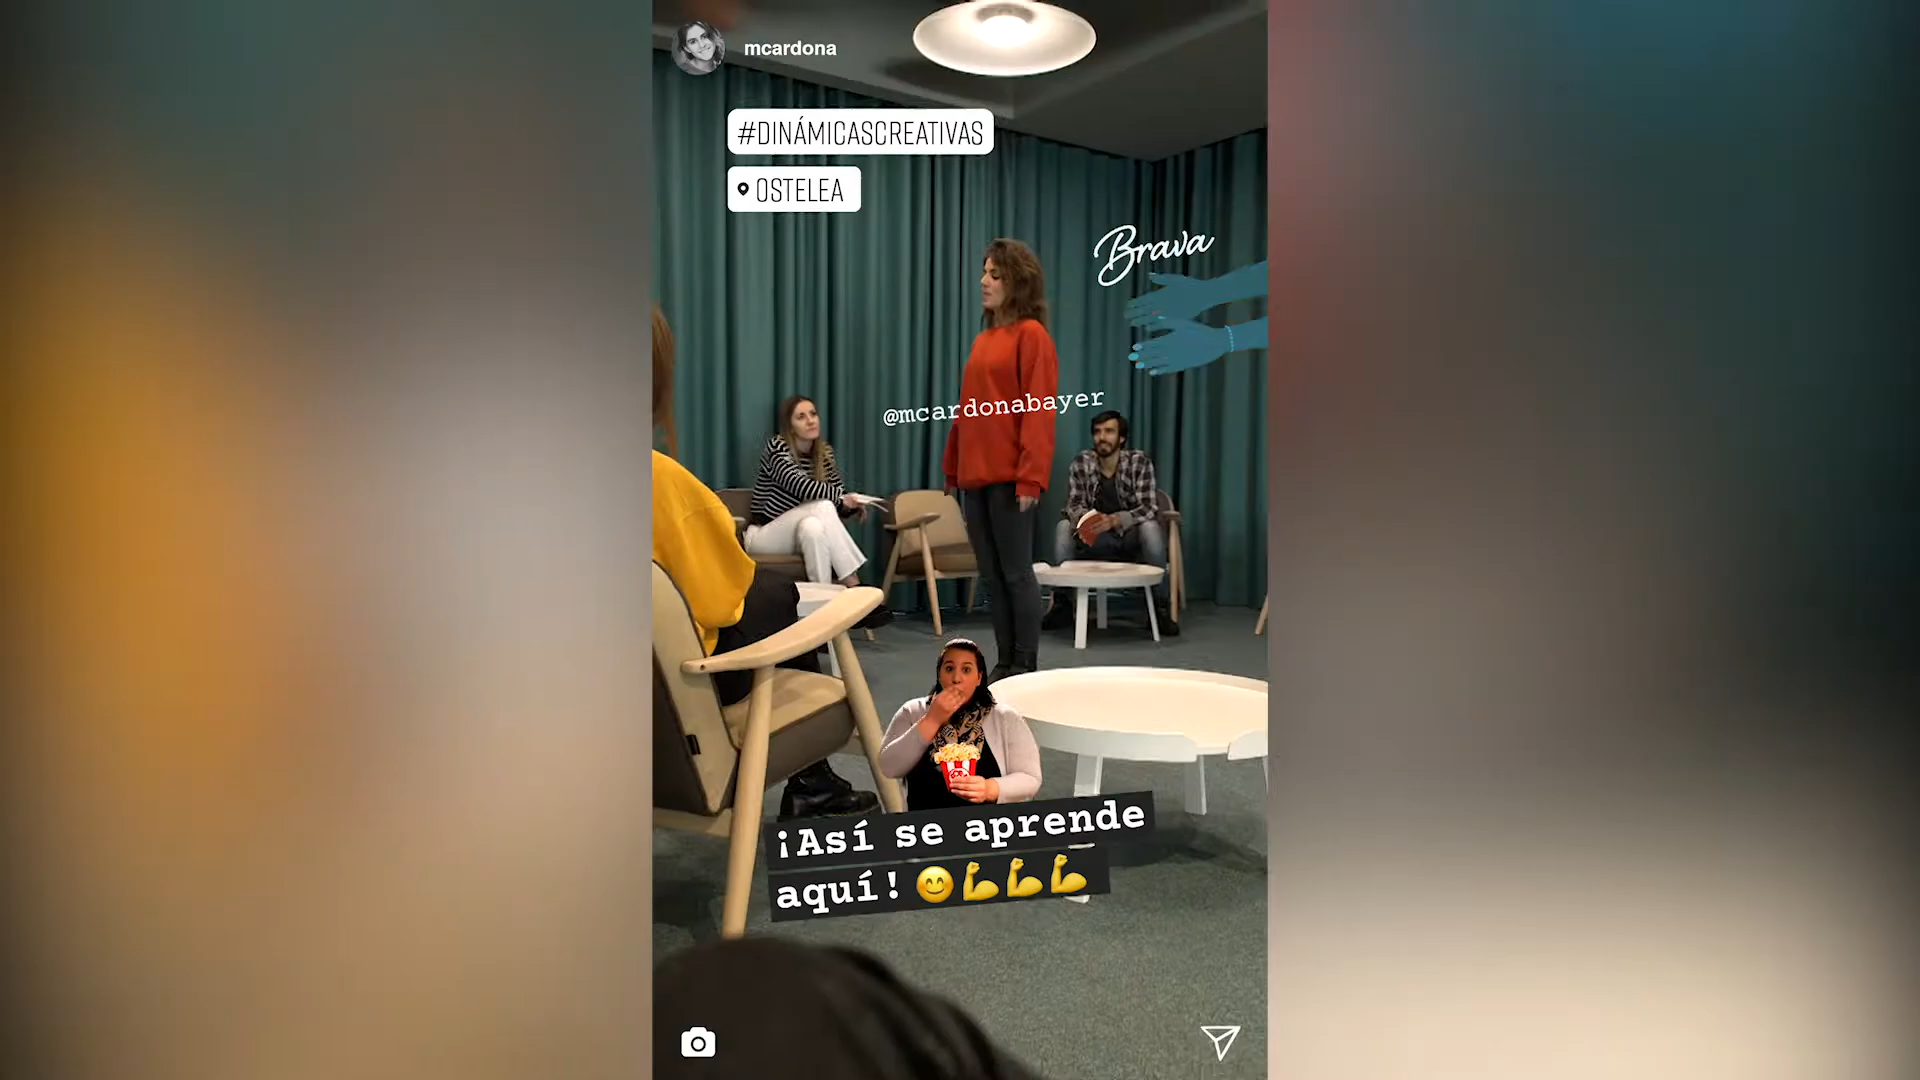 mcardona
#DINÁMICASCREATIVAS
OSTELEA
Brava
@mcardonabayer
¡Así se aprende
aquí! 😊💪💪💪